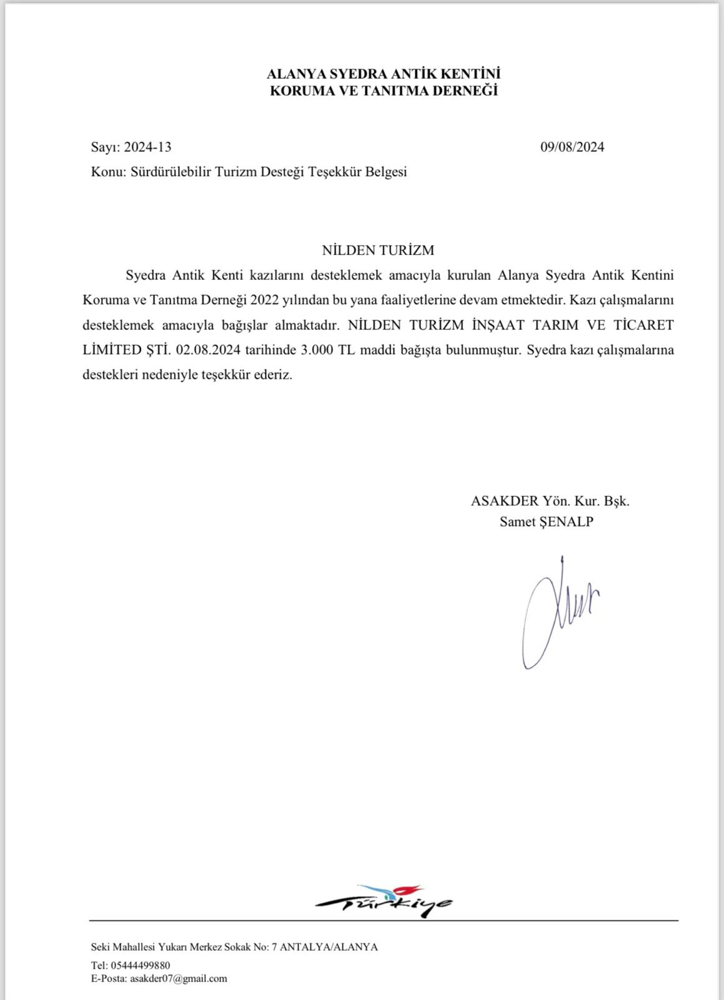 ALANYA SYEDRA ANTİK KENTİNİ
KORUMA VE TANITMA DERNEĞİ
Sayı: 2024-13 09/08/2024
Konu: Sürdürülebilir Turizm Desteği Teşekkür Belgesi
NİLDEN TURİZM
Syedra Antik Kenti kazılarını desteklemek amacıyla kurulan Alanya Syedra Antik Kentini
Koruma ve Tanıtma Derneği 2022 yılından bu yana faaliyetlerine devam etmektedir. Kazı çalışmalarını
desteklemek amacıyla bağışlar almaktadır. NİLDEN TURİZM İNŞAAT TARIM VE TİCARET
LİMİTED ŞTİ. 02.08.2024 tarihinde 3.000 TL maddi bağışta bulunmuştur. Syedra kazı çalışmalarına
destekleri nedeniyle teşekkür ederiz.
ASAKDER Yön. Kur. Bşk.
Samet ŞENALP
Türkiye
Seki Mahallesi Yukarı Merkez Sokak No: 7 ANTALYA/ALANYA
Tel: 05444499880
E-Posta: asakder07@gmail.com